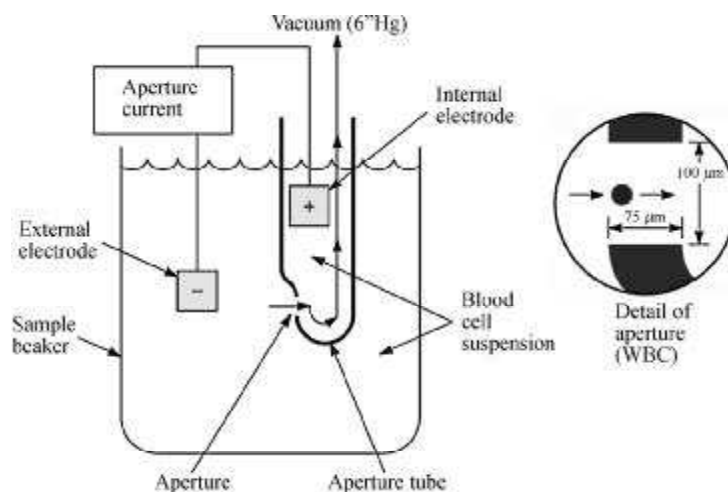 Vacuum (6"Hg)
Aperture
current
Internal
electrode
+
100 µm
75 µm
External
electrode
−
Sample
beaker
Blood
cell
suspension
Detail of
aperture
(WBC)
Aperture
Aperture tube